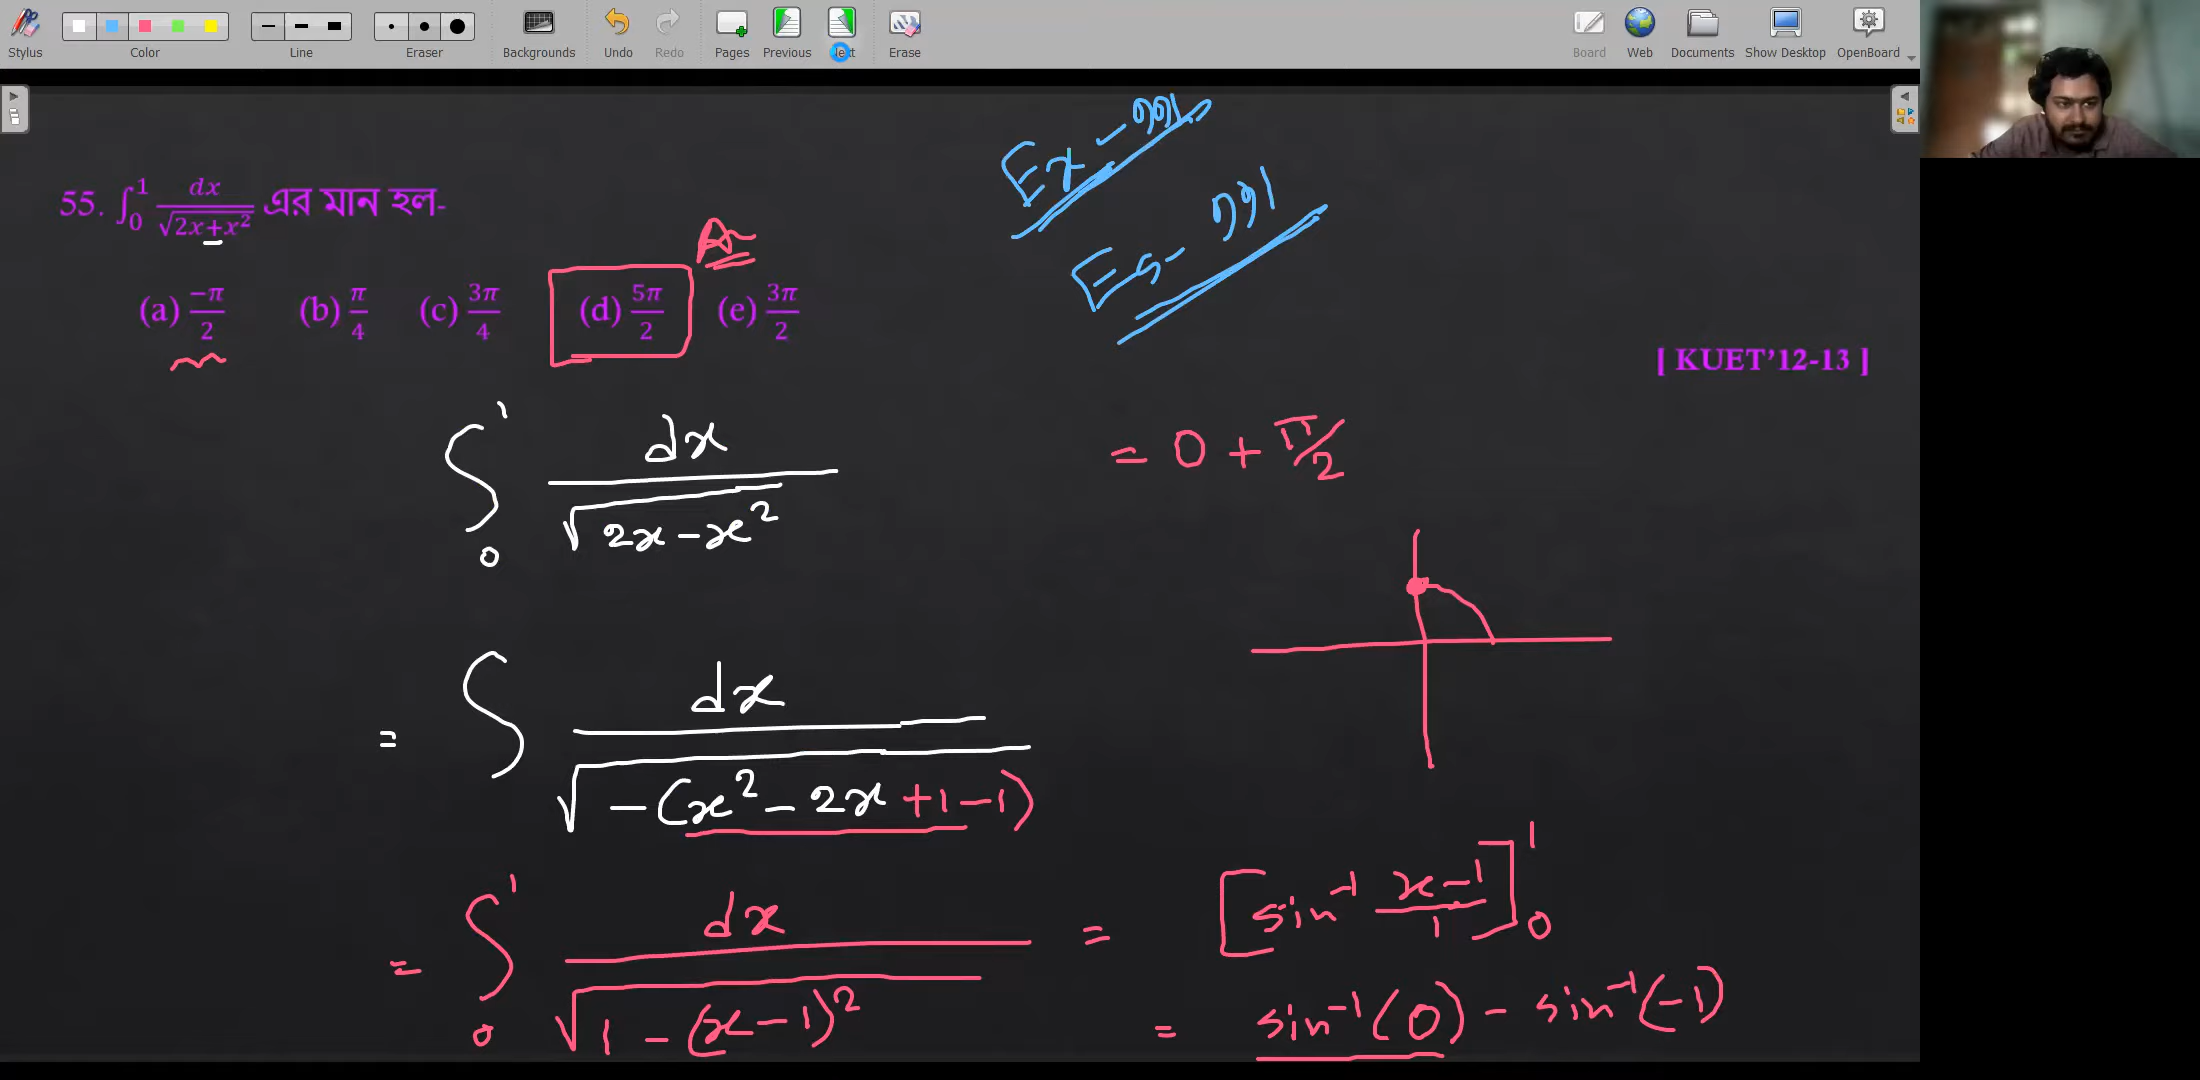 Stylus Color Line Eraser Backgrounds Undo Redo Pages Previous Next Erase Board Web Documents Show Desktop OpenBoard
55. ∫₀¹ dx/√(2x+x²) এর মান হল-
(a) -π/2 (b) π/4 (c) 3π/4 (d) 5π/2 (e) 3π/2
[ KUET’12-13 ]
∫₀¹ dx/√(2x-x²)
= ∫ dx/√(-(x²-2x+1-1))
= ∫₀¹ dx/√(1-(x-1)²)
= [sin⁻¹ (x-1)/1]₀¹
= sin⁻¹(0) - sin⁻¹(-1)
= 0 + π/2